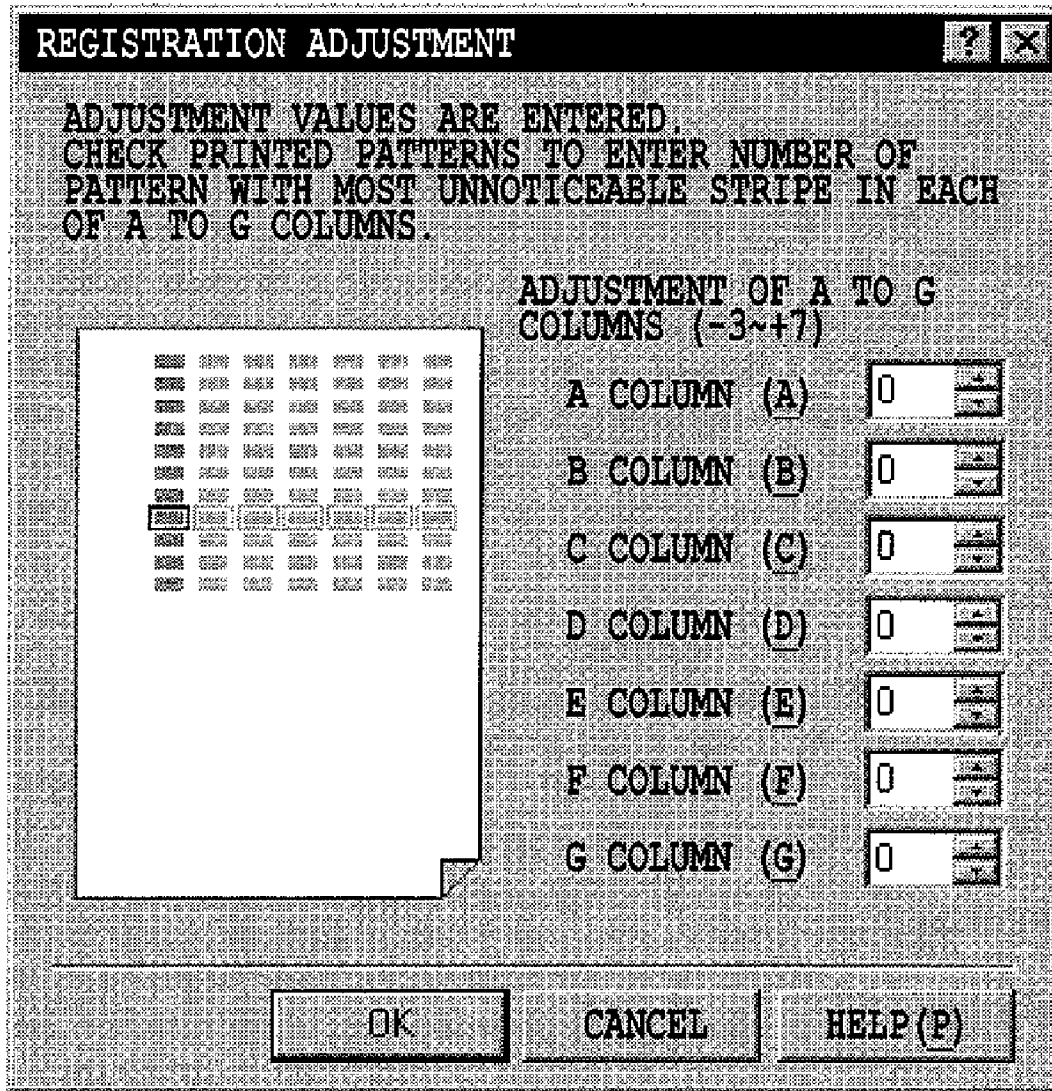 REGISTRATION ADJUSTMENT
ADJUSTMENT VALUES ARE ENTERED.
CHECK PRINTED PATTERNS TO ENTER NUMBER OF
PATTERN WITH MOST UNNOTICEABLE STRIPE IN EACH
OF A TO G COLUMNS.
ADJUSTMENT OF A TO G
COLUMNS (-3~+7)
A COLUMN (A) 0
B COLUMN (B) 0
C COLUMN (C) 0
D COLUMN (D) 0
E COLUMN (E) 0
F COLUMN (F) 0
G COLUMN (G) 0
OK CANCEL HELP(P)